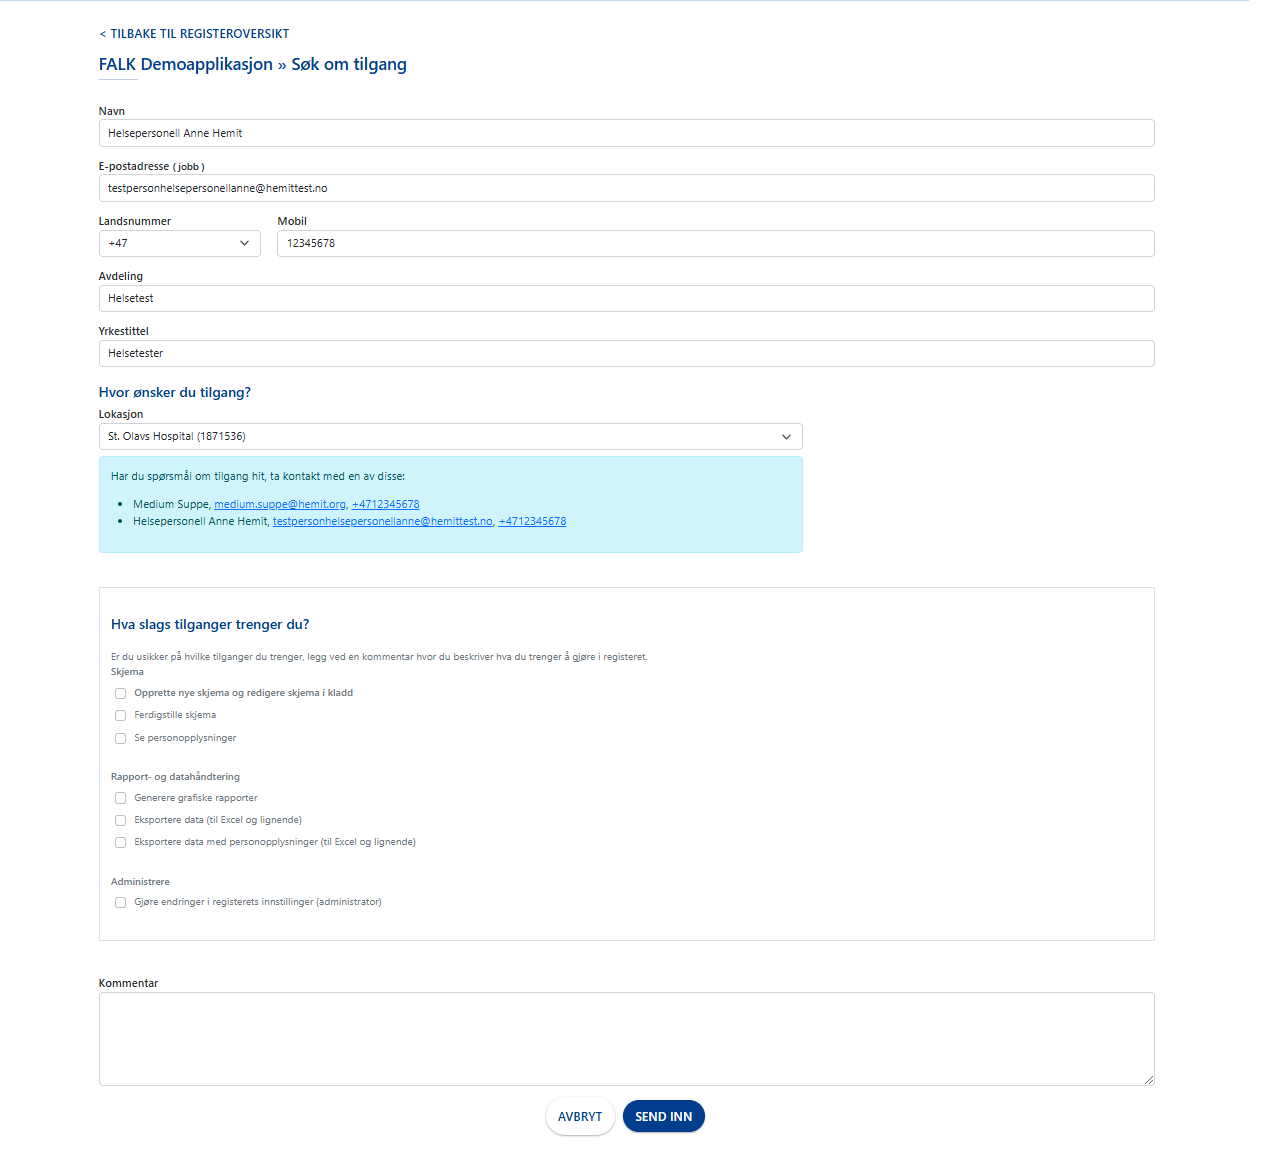 < TILBAKE TIL REGISTEROVERSIKT
FALK Demoapplikasjon » Søk om tilgang
Navn
Helsepersonell Anne Hemit
E-postadresse ( jobb )
testpersonhelsepersonellanne@hemittest.no
Landsnummer Mobil
+47 12345678
Avdeling
Helsetest
Yrkestittel
Helsetester
Hvor ønsker du tilgang?
Lokasjon
St. Olavs Hospital (1871536)
Har du spørsmål om tilgang hit, ta kontakt med en av disse:
• Medium Suppe, medium.suppe@hemit.org, +4712345678
• Helsepersonell Anne Hemit, testpersonhelsepersonellanne@hemittest.no, +4712345678
Hva slags tilganger trenger du?
Er du usikker på hvilke tilganger du trenger, legg ved en kommentar hvor du beskriver hva du trenger å gjøre i registeret.
Skjema
Opprette nye skjema og redigere skjema i kladd
Ferdigstille skjema
Se personopplysninger
Rapport- og datahåndtering
Generere grafiske rapporter
Eksportere data (til Excel og lignende)
Eksportere data med personopplysninger (til Excel og lignende)
Administrere
Gjøre endringer i registerets innstillinger (administrator)
Kommentar
AVBRYT SEND INN